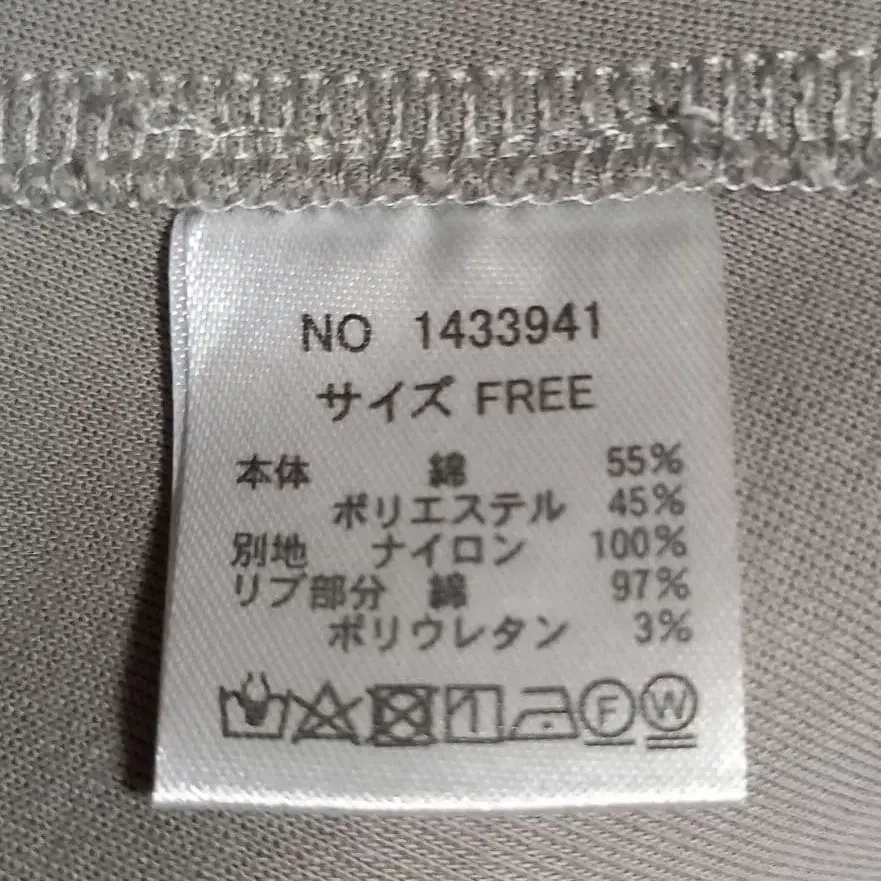 NO 1433941
サイズ FREE
本体 綿 55%
ポリエステル 45%
別地 ナイロン 100%
リブ部分 綿 97%
ポリウレタン 3%
F W